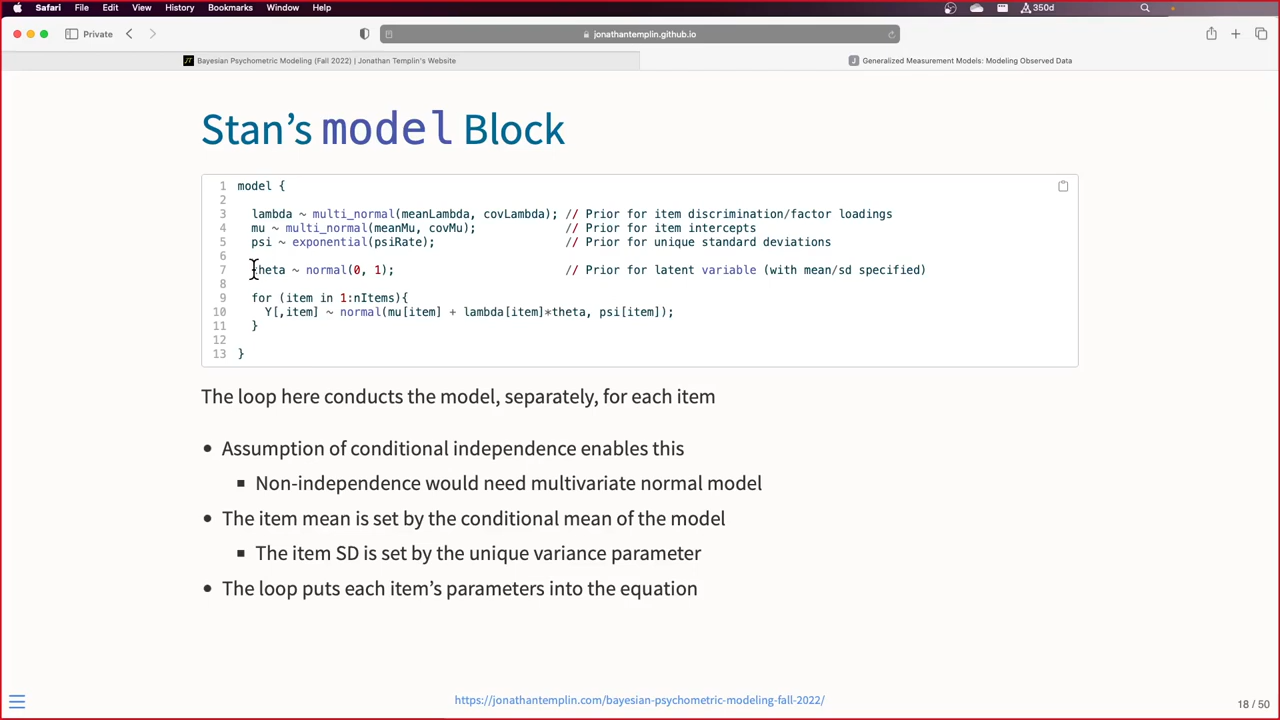 Safari File Edit View History Bookmarks Window Help 350d
Private jonathantemplin.github.io
Bayesian Psychometric Modeling (Fall 2022) | Jonathan Templin's Website Generalized Measurement Models: Modeling Observed Data
Stan's model Block
1 model {
2
3 lambda ~ multi_normal(meanLambda, covLambda); // Prior for item discrimination/factor loadings
4 mu ~ multi_normal(meanMu, covMu); // Prior for item intercepts
5 psi ~ exponential(psiRate); // Prior for unique standard deviations
6
7 theta ~ normal(0, 1); // Prior for latent variable (with mean/sd specified)
8
9 for (item in 1:nItems){
10 Y[,item] ~ normal(mu[item] + lambda[item]*theta, psi[item]);
11 }
12
13 }
The loop here conducts the model, separately, for each item
• Assumption of conditional independence enables this
▪ Non-independence would need multivariate normal model
• The item mean is set by the conditional mean of the model
▪ The item SD is set by the unique variance parameter
• The loop puts each item's parameters into the equation
https://jonathantemplin.com/bayesian-psychometric-modeling-fall-2022/
18 / 50